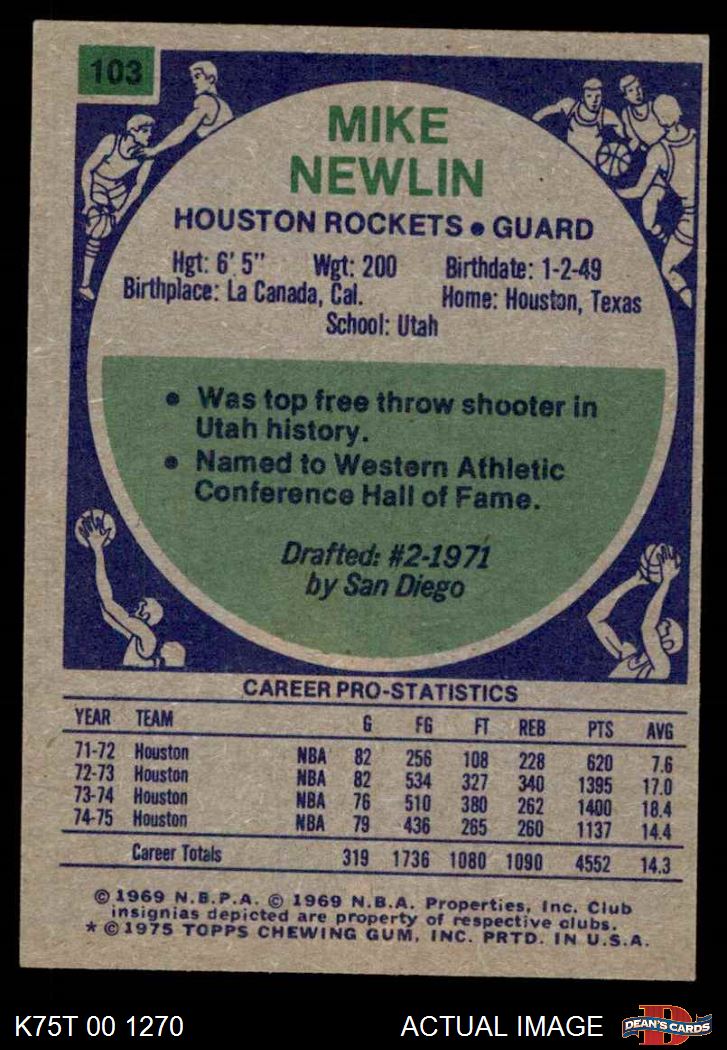 103
MIKE
NEWLIN
HOUSTON ROCKETS • GUARD
Hgt: 6' 5" Wgt: 200 Birthdate: 1-2-49
Birthplace: La Canada, Cal. Home: Houston, Texas
School: Utah
• Was top free throw shooter in
Utah history.
• Named to Western Athletic
Conference Hall of Fame.
Drafted: #2-1971
by San Diego
CAREER PRO-STATISTICS
YEAR TEAM G FG FT REB PTS AVG
71-72 Houston NBA 82 256 108 228 620 7.6
72-73 Houston NBA 82 534 327 340 1395 17.0
73-74 Houston NBA 76 510 380 262 1400 18.4
74-75 Houston NBA 79 436 265 260 1137 14.4
Career Totals 319 1736 1080 1090 4552 14.3
© 1969 N.B.P.A. © 1969 N.B.A. Properties, Inc. Club
insignias depicted are property of respective clubs.
* © 1975 TOPPS CHEWING GUM, INC. PRTD. IN U.S.A.
K75T 00 1270 ACTUAL IMAGE D DEAN'S CARDS